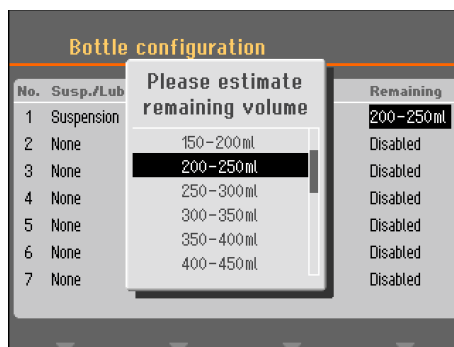 Bottle configuration
Please estimate
remaining volume
No. Susp./Lub Remaining
1 Suspension 200-250ml
2 None Disabled
3 None Disabled
4 None Disabled
5 None Disabled
6 None Disabled
7 None Disabled
150-200ml
200-250ml
250-300ml
300-350ml
350-400ml
400-450ml